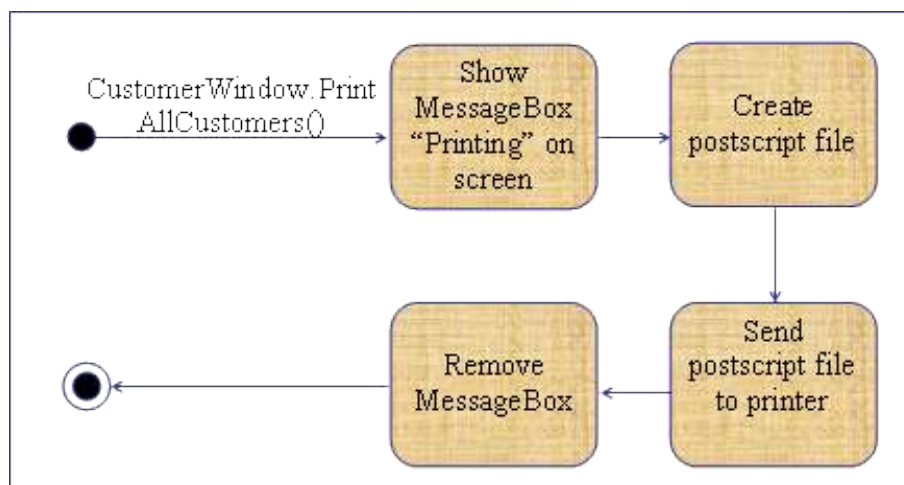 CustomerWindow.Print
AllCustomers()
Show
MessageBox
“Printing” on
screen
Create
postscript file
Send
postscript file
to printer
Remove
MessageBox